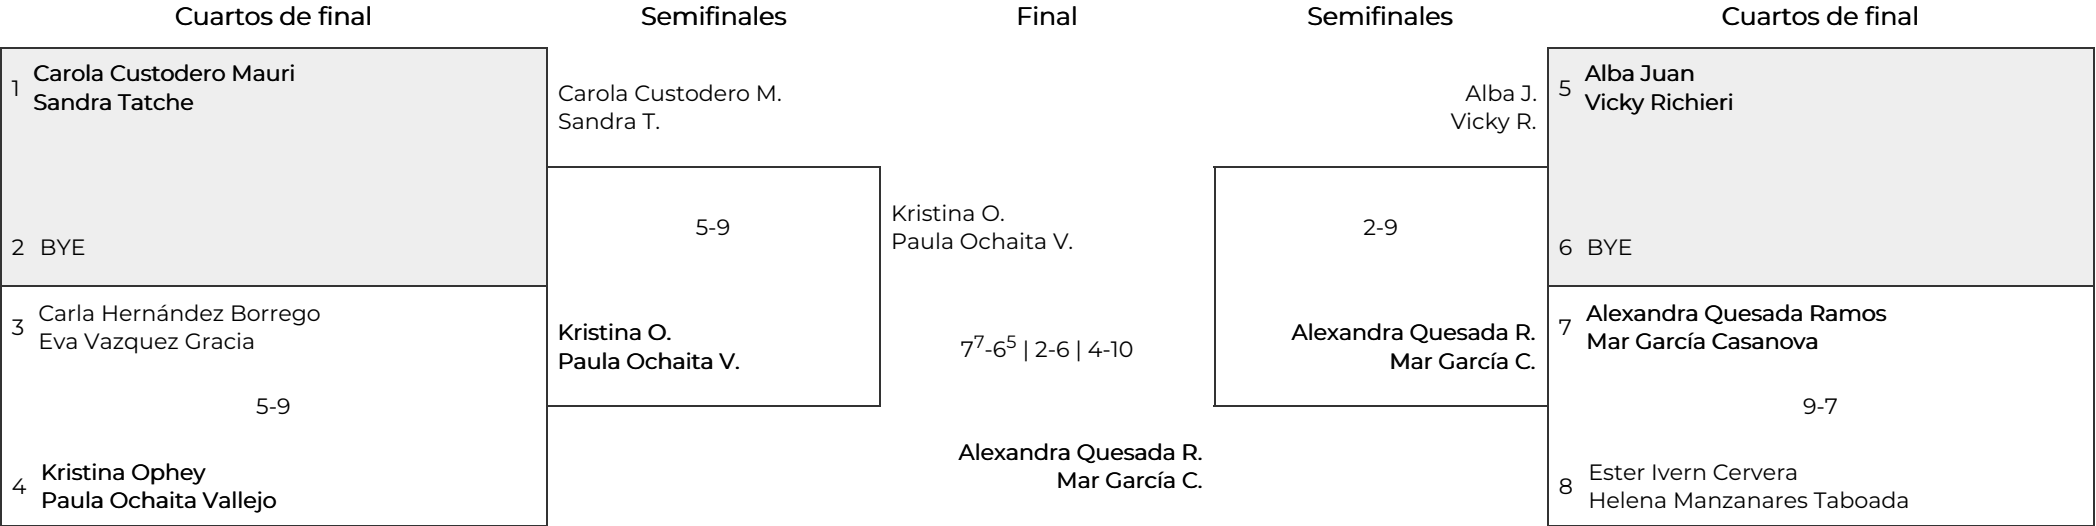 Cuartos de final
Semifinales
Final
Semifinales
Cuartos de final
1
Carola Custodero Mauri
Sandra Tatche
2 BYE
3
Carla Hernández Borrego
Eva Vazquez Gracia
5-9
4
Kristina Ophey
Paula Ochaita Vallejo
Carola Custodero M.
Sandra T.
5-9
Kristina O.
Paula Ochaita V.
Kristina O.
Paula Ochaita V.
7⁷-6⁵ | 2-6 | 4-10
Alexandra Quesada R.
Mar García C.
Alba J.
Vicky R.
2-9
Alexandra Quesada R.
Mar García C.
5
Alba Juan
Vicky Richieri
6 BYE
7
Alexandra Quesada Ramos
Mar García Casanova
9-7
8
Ester Ivern Cervera
Helena Manzanares Taboada